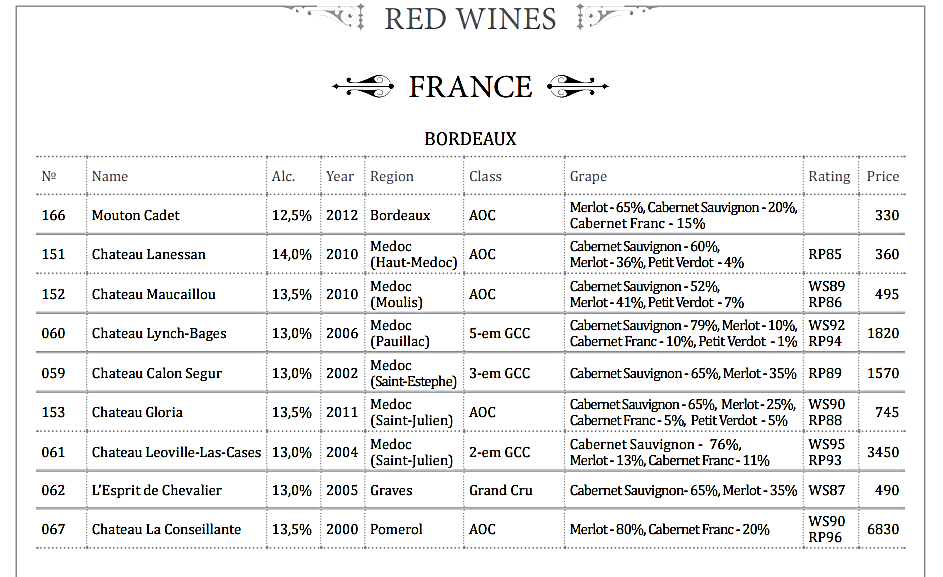 RED WINES
FRANCE
BORDEAUX
№ Name Alc. Year Region Class Grape Rating Price
166 Mouton Cadet 12,5% 2012 Bordeaux AOC Merlot - 65%, Cabernet Sauvignon - 20%, 330
Cabernet Franc - 15%
151 Chateau Lanessan 14,0% 2010 Medoc AOC Cabernet Sauvignon - 60%, RP85 360
(Haut-Medoc) Merlot - 36%, Petit Verdot - 4%
152 Chateau Maucaillou 13,5% 2010 Medoc AOC Cabernet Sauvignon - 52%, WS89 495
(Moulis) Merlot - 41%, Petit Verdot - 7% RP86
060 Chateau Lynch-Bages 13,0% 2006 Medoc 5-em GCC Cabernet Sauvignon - 79%, Merlot - 10%, WS92 1820
(Pauillac) Cabernet Franc - 10%, Petit Verdot - 1% RP94
059 Chateau Calon Segur 13,0% 2002 Medoc 3-em GCC Cabernet Sauvignon - 65%, Merlot - 35% RP89 1570
(Saint-Estephe)
153 Chateau Gloria 13,5% 2011 Medoc AOC Cabernet Sauvignon - 65%, Merlot - 25%, WS90 745
(Saint-Julien) Cabernet Franc - 5%, Petit Verdot - 5% RP88
061 Chateau Leoville-Las-Cases 13,0% 2004 Medoc 2-em GCC Cabernet Sauvignon - 76%, WS95 3450
(Saint-Julien) Merlot - 13%, Cabernet Franc - 11% RP93
062 L'Esprit de Chevalier 13,0% 2005 Graves Grand Cru Cabernet Sauvignon- 65%, Merlot - 35% WS87 490
067 Chateau La Conseillante 13,5% 2000 Pomerol AOC Merlot - 80%, Cabernet Franc - 20% WS90 6830
RP96